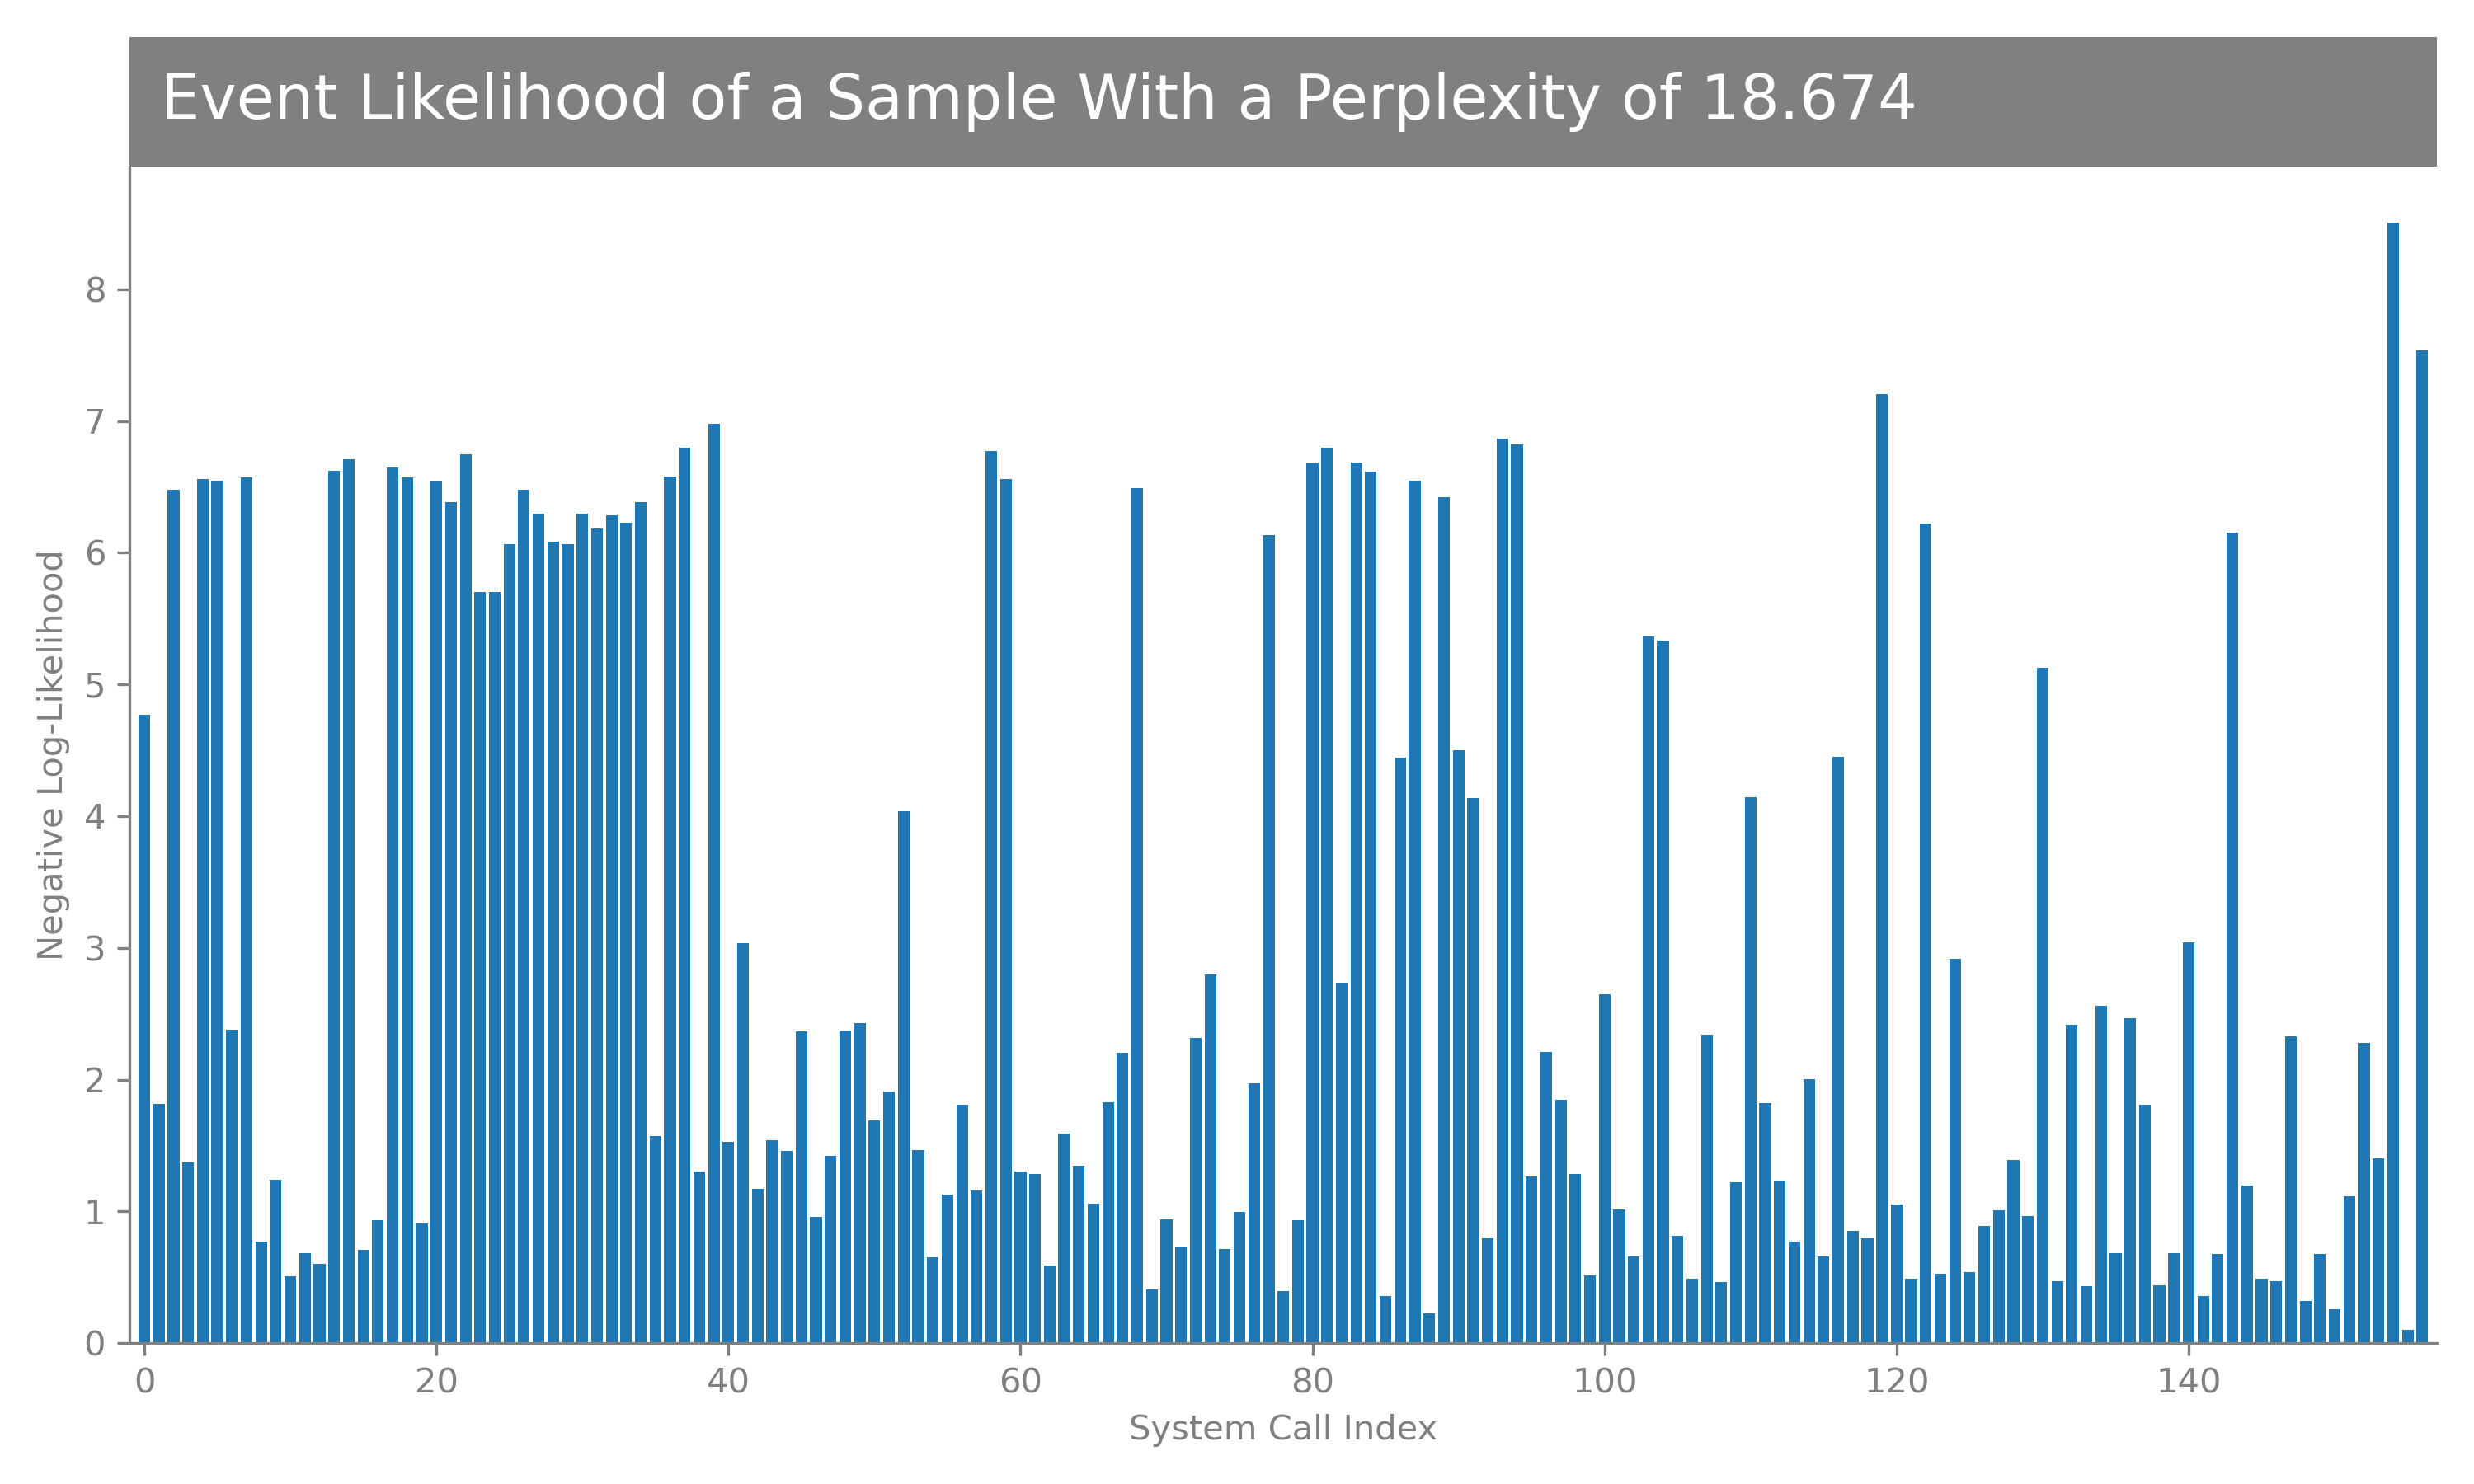 Event Likelihood of a Sample With a Perplexity of 18.674
8
7
6
5
4
3
2
1
0
Negative Log-Likelihood
0 20 40 60 80 100 120 140
System Call Index